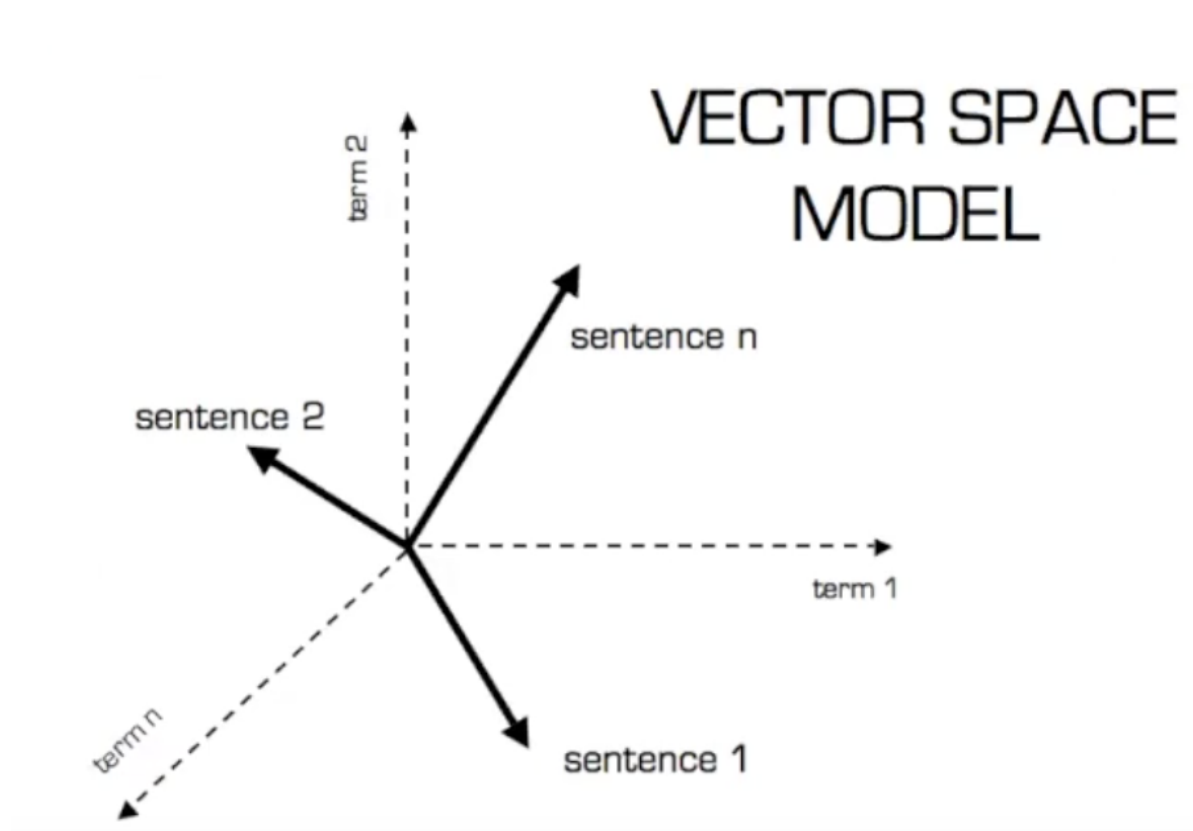 VECTOR SPACE
MODEL
term 2
sentence n
sentence 2
term 1
term n
sentence 1